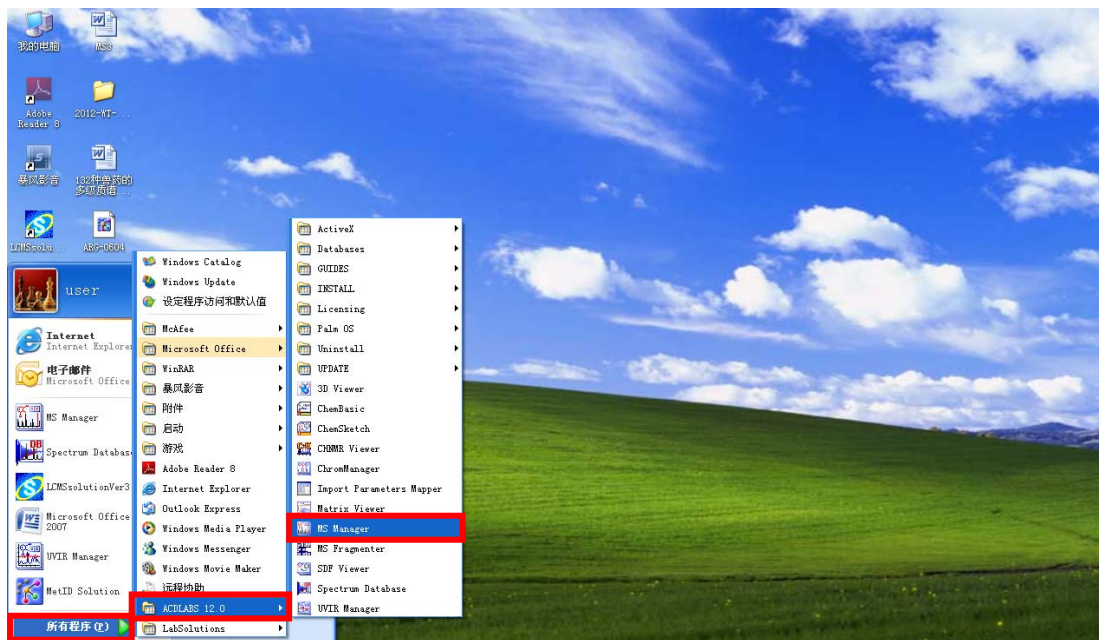 我的电脑
MS3
Adobe
Reader 8
2012-WT-...
暴风影音
132种兽药的
多级质谱...
LCMSsolu...
ARG-0604
user
Internet
Internet Explorer
电子邮件
Microsoft Office
MS Manager
Spectrum Databas
LCMSsolutionVer3
Microsoft Office
2007
UVIR Manager
MetID Solution
所有程序(P)
Windows Catalog
Windows Update
设定程序访问和默认值
McAfee
Microsoft Office
WinRAR
暴风影音
附件
启动
游戏
Adobe Reader 8
Internet Explorer
Outlook Express
Windows Media Player
Windows Messenger
Windows Movie Maker
远程协助
ACDLABS 12.0
LabSolutions
ActiveX
Databases
GUIDES
INSTALL
Licensing
Palm OS
Uninstall
UPDATE
3D Viewer
ChemBasic
ChemSketch
CHNMR Viewer
ChromManager
Import Parameters Mapper
Matrix Viewer
MS Manager
MS Fragmenter
SDF Viewer
Spectrum Database
UVIR Manager